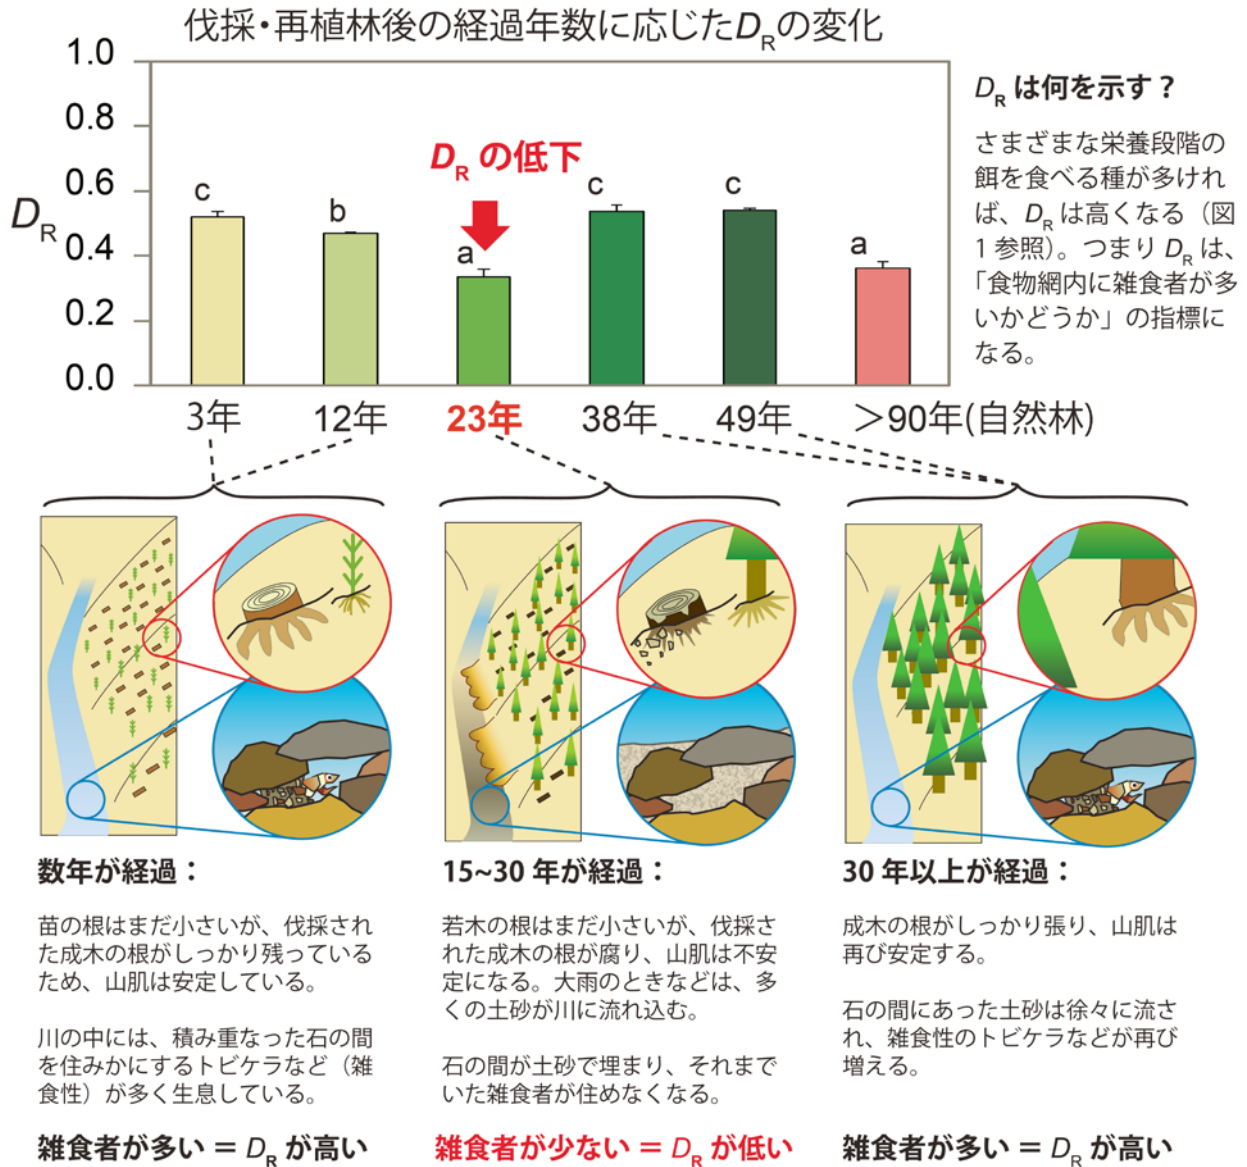 伐採・再植林後の経過年数に応じたDRの変化
1.0
0.8
0.6
0.4
0.2
0.0
DR
c
b
a
c
c
a
DR の低下
3年
12年
23年
38年
49年
＞90年(自然林)
DR は何を示す？
さまざまな栄養段階の
餌を食べる種が多けれ
ば、DR は高くなる（図
1 参照）。つまり DR は、
「食物網内に雑食者が多
いかどうか」の指標に
なる。
数年が経過：
苗の根はまだ小さいが、伐採され
た成木の根がしっかり残っている
ため、山肌は安定している。
川の中には、積み重なった石の間
を住みかにするトビケラなど（雑
食性）が多く生息している。
雑食者が多い = DR が高い
15~30 年が経過：
若木の根はまだ小さいが、伐採さ
れた成木の根が腐り、山肌は不安
定になる。大雨のときなどは、多
くの土砂が川に流れ込む。
石の間が土砂で埋まり、それまで
いた雑食者が住めなくなる。
雑食者が少ない = DR が低い
30 年以上が経過：
成木の根がしっかり張り、山肌は
再び安定する。
石の間にあった土砂は徐々に流さ
れ、雑食性のトビケラなどが再び
増える。
雑食者が多い = DR が高い